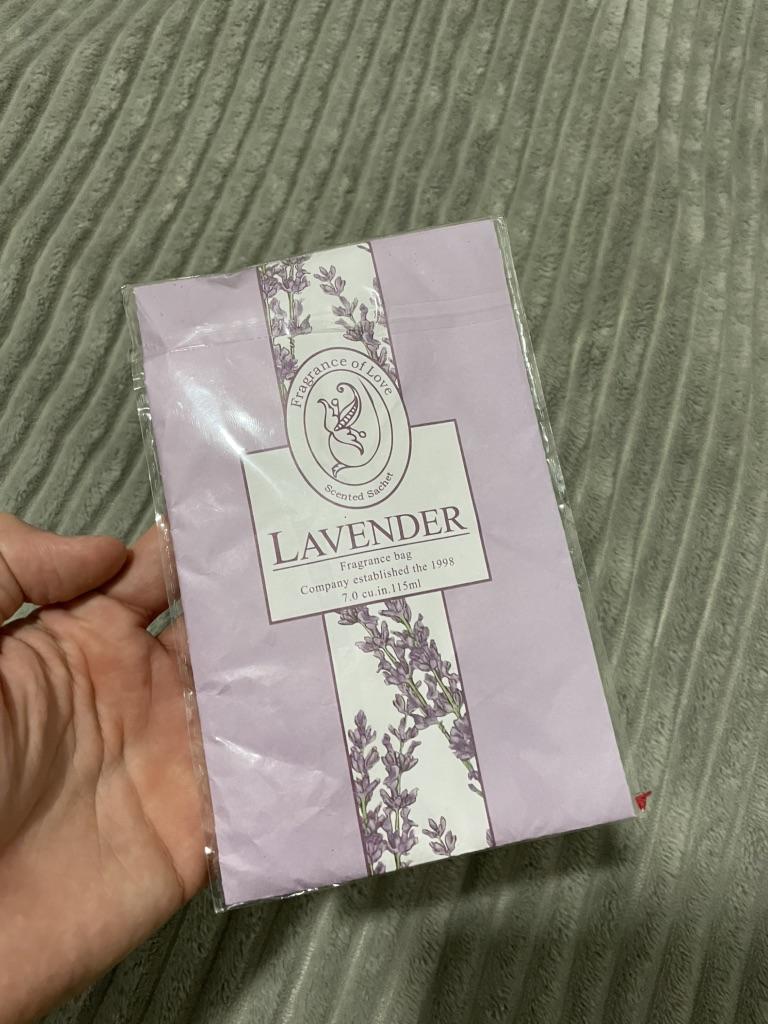 Fragrance of Love
Scented Sachet
LAVENDER
Fragrance bag
Company established the 1998
7.0 cu.in.115ml